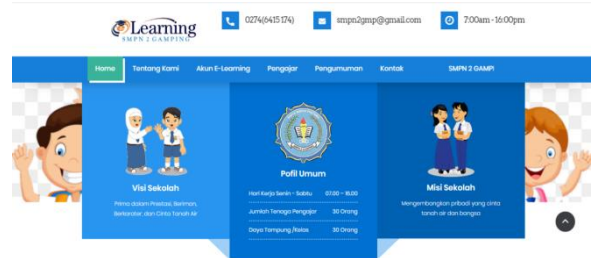 eLearning
SMPN 2 GAMPING
0274(6415174)
smpn2gmp@gmail.com
7:00am - 16:00pm
Home
Tentang Kami
Akun E-Learning
Pengajar
Pengumuman
Kontak
SMPN 2 GAMPI
Visi Sekolah
Prima dalam Prestasi, Beriman,
Berkarater, dan Cinta Tanah Air
Pofil Umum
Hari Kerja Senin - Sabtu 07.00 - 16.00
Jumlah Tenaga Pengajar 30 Orang
Daya Tampung /Kelas 30 Orang
Misi Sekolah
Mengembangkan pribadi yang cinta
tanah air dan bangsa